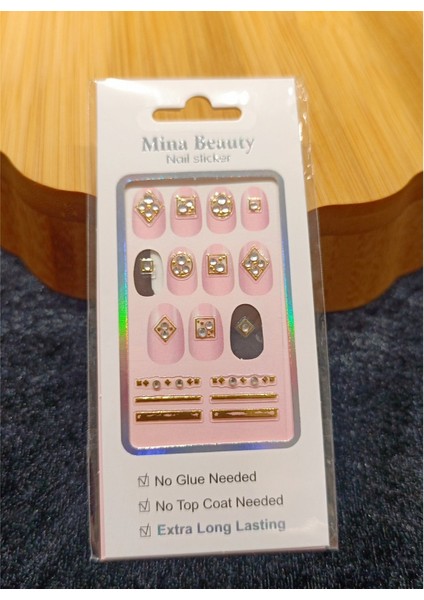 Mina Beauty
Nail sticker
No Glue Needed
No Top Coat Needed
Extra Long Lasting